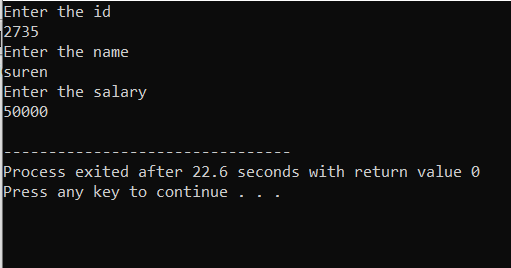 Enter the id
2735
Enter the name
suren
Enter the salary
50000
--------------------------------
Process exited after 22.6 seconds with return value 0
Press any key to continue . . .